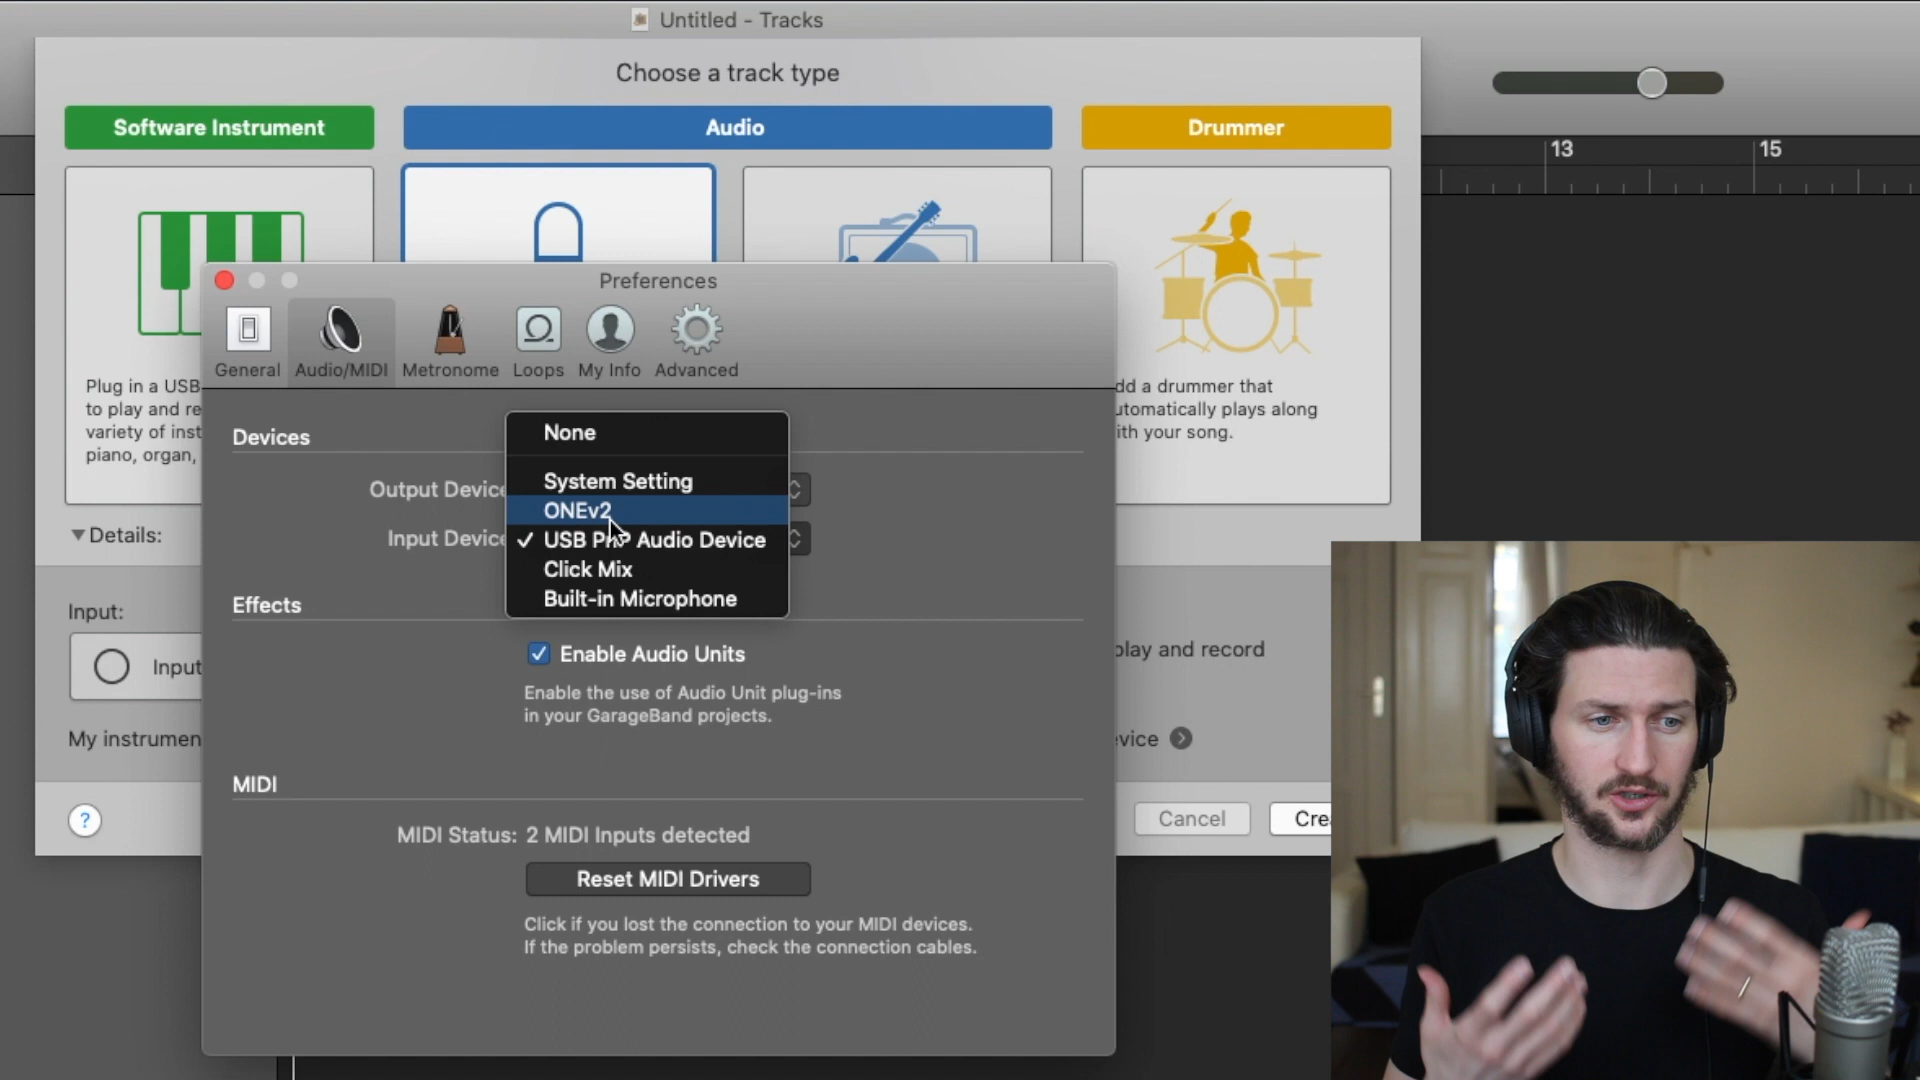 Untitled - Tracks
Choose a track type
Software Instrument
Audio
Drummer
13
15
Plug in a USB
to play and re
variety of inst
piano, organ,
dd a drummer that
utomatically plays along
ith your song.
Preferences
General
Audio/MIDI
Metronome
Loops
My Info
Advanced
Devices
Output Device
Input Device
None
System Setting
ONEv2
USB PnP Audio Device
Click Mix
Built-in Microphone
Effects
Enable Audio Units
Enable the use of Audio Unit plug-ins
in your GarageBand projects.
MIDI
MIDI Status: 2 MIDI Inputs detected
Reset MIDI Drivers
Click if you lost the connection to your MIDI devices.
If the problem persists, check the connection cables.
Details:
Input:
Input
My instrumen
play and record
evice
?
Cancel
Crea